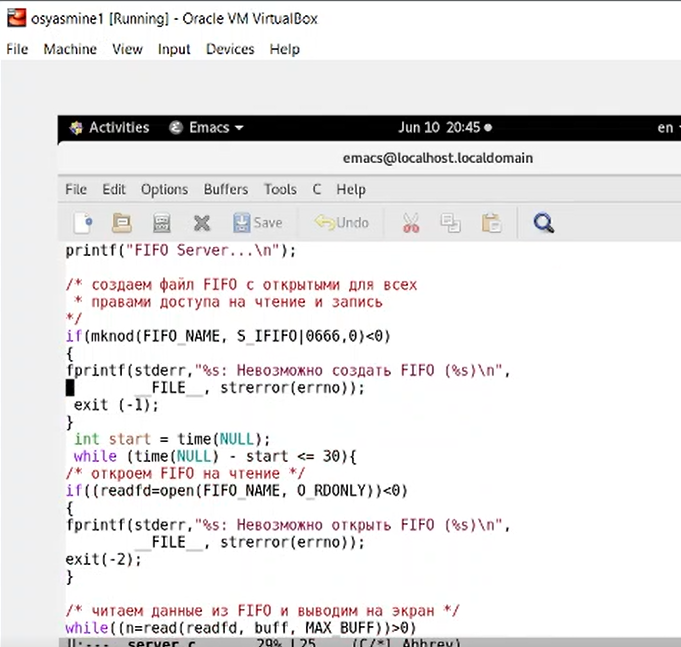 osyasmine1 [Running] - Oracle VM VirtualBox
File Machine View Input Devices Help
Activities Emacs Jun 10 20:45 en
emacs@localhost.localdomain
File Edit Options Buffers Tools C Help
Save Undo
printf("FIFO Server...\n");
/* создаем файл FIFO с открытыми для всех
* правами доступа на чтение и запись
*/
if(mknod(FIFO_NAME, S_IFIFO|0666,0)<0)
{
fprintf(stderr,"%s: Невозможно создать FIFO (%s)\n",
__FILE__, strerror(errno));
exit (-1);
}
int start = time(NULL);
while (time(NULL) - start <= 30){
/* откроем FIFO на чтение */
if((readfd=open(FIFO_NAME, O_RDONLY))<0)
{
fprintf(stderr,"%s: Невозможно открыть FIFO (%s)\n",
__FILE__, strerror(errno));
exit(-2);
}
/* читаем данные из FIFO и выводим на экран */
while((n=read(readfd, buff, MAX_BUFF))>0)
U:--- server.c 29% L25 (C/*l Abbrev)